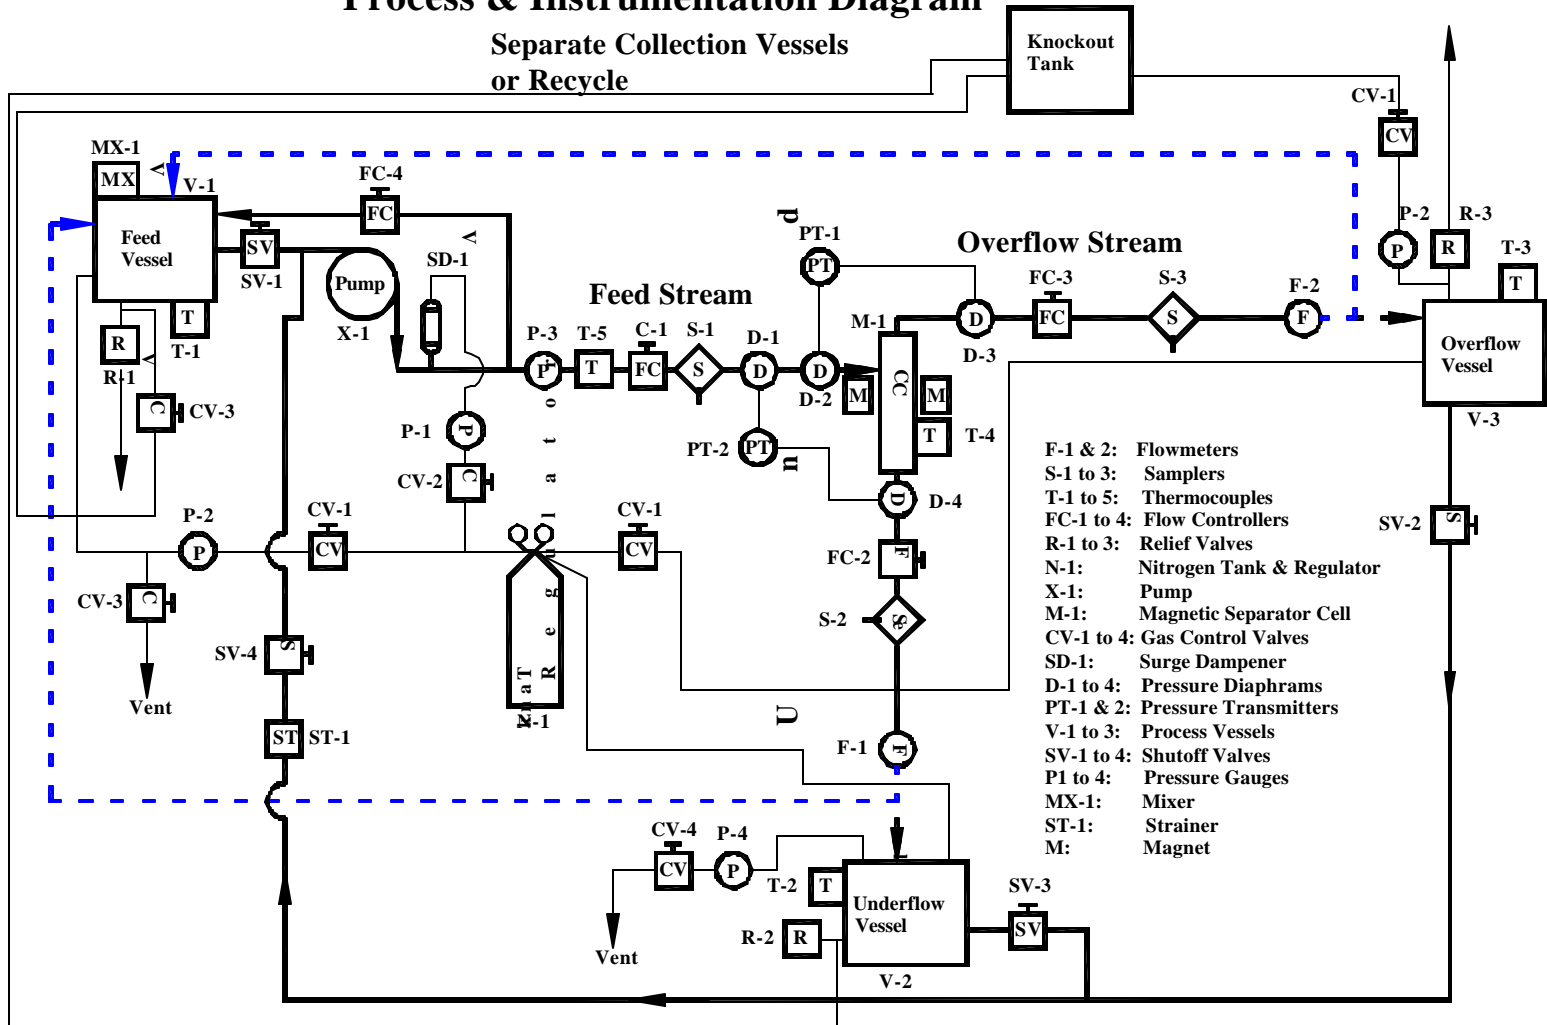 Process & Instrumentation Diagram
Separate Collection Vessels
or Recycle
Knockout
Tank
CV-1
CV
MX-1
MX
V
V-1
FC-4
FC
Feed
Vessel
SV
SV-1
V
SD-1
Pump
X-1
T
T-1
R
R-1
V
C
CV-3
d
PT-1
PT
Overflow Stream
P-2
P
R-3
R
T-3
T
FC-3
FC
S-3
S
F-2
F
D
D-3
Overflow
Vessel
V-3
Feed Stream
P-3
P
T-5
T
C-1
FC
S-1
S
D-1
D
D
D-2
M-1
CC
M
M
T
T-4
P-1
P
PT-2
PT
n
CV-2
C
D
D-4
F-1 & 2: Flowmeters
S-1 to 3: Samplers
T-1 to 5: Thermocouples
FC-1 to 4: Flow Controllers
R-1 to 3: Relief Valves
N-1: Nitrogen Tank & Regulator
X-1: Pump
M-1: Magnetic Separator Cell
CV-1 to 4: Gas Control Valves
SD-1: Surge Dampener
D-1 to 4: Pressure Diaphrams
PT-1 & 2: Pressure Transmitters
V-1 to 3: Process Vessels
SV-1 to 4: Shutoff Valves
P1 to 4: Pressure Gauges
MX-1: Mixer
ST-1: Strainer
M: Magnet
SV-2
S
P-2
P
CV-1
CV
CV-1
CV
FC-2
F
CV-3
C
Vent
S-2
SV-4
S
R e g u l a t o r
T a n k
U
ST
ST-1
F-1
F
CV-4
CV
P-4
P
T-2
T
Vent
R-2
R
Underflow
Vessel
V-2
SV-3
SV